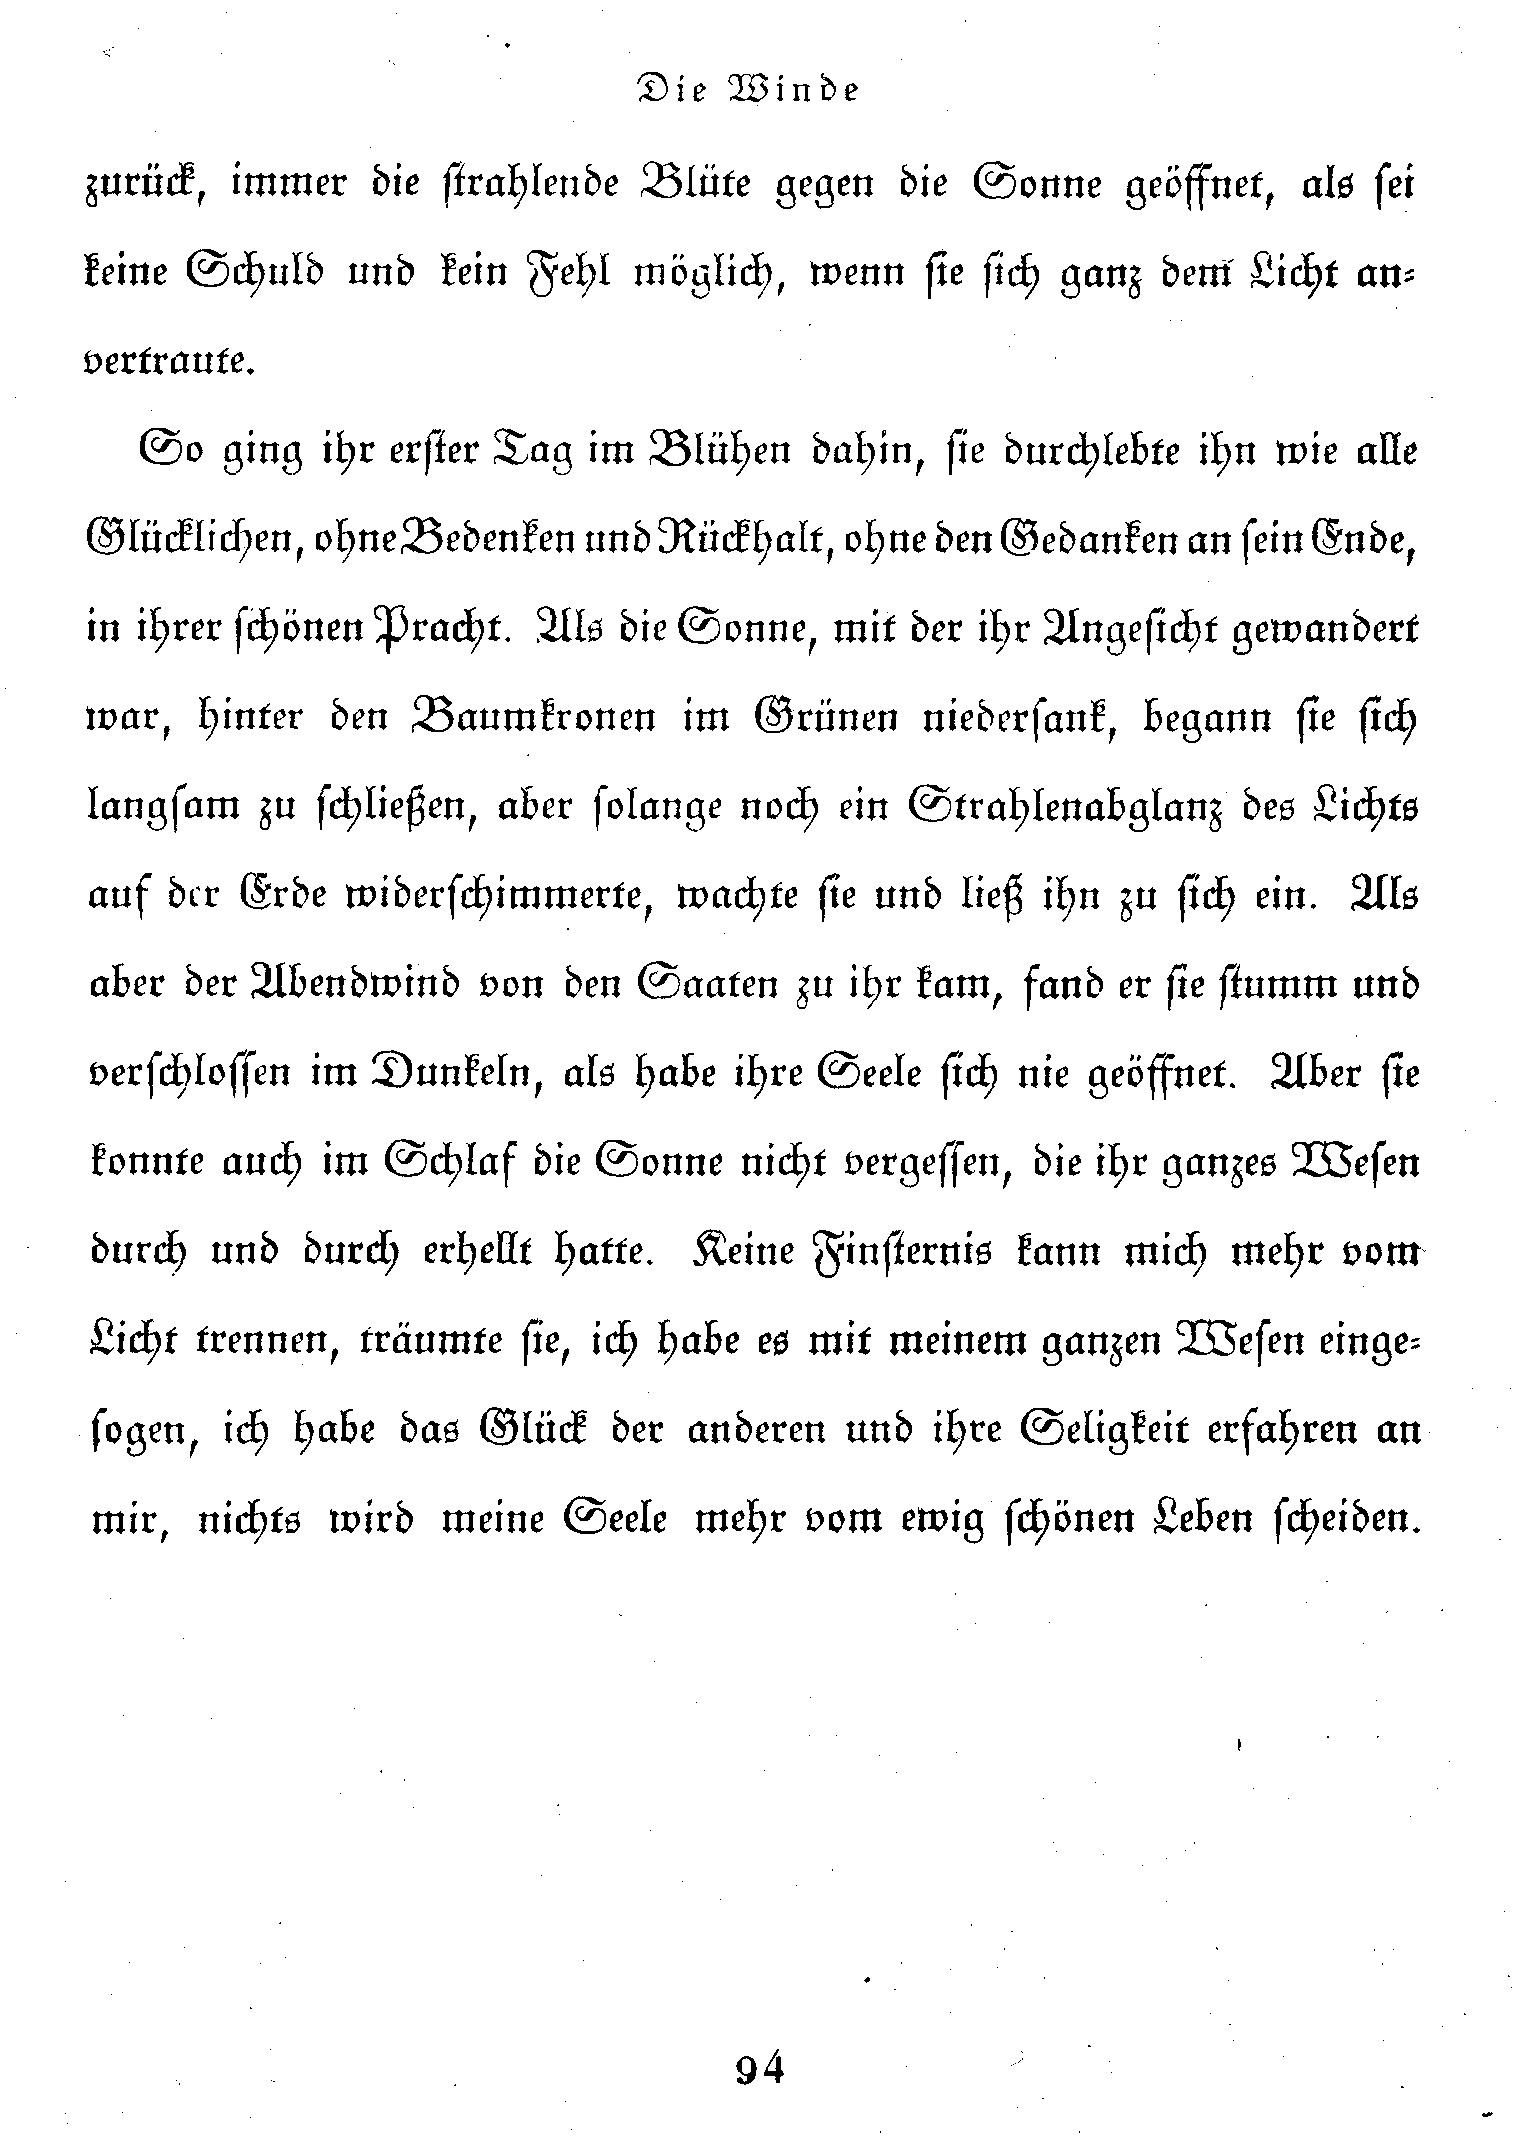 Die Winde
zurück, immer die strahlende Blüte gegen die Sonne geöffnet, als sei
keine Schuld und kein Fehl möglich, wenn sie sich ganz dem Licht an-
vertraute.
So ging ihr erster Tag im Blühen dahin, sie durchlebte ihn wie alle
Glücklichen, ohne Bedenken und Rückhalt, ohne den Gedanken an sein Ende,
in ihrer schönen Pracht. Als die Sonne, mit der ihr Angesicht gewandert
war, hinter den Baumkronen im Grünen niedersank, begann sie sich
langsam zu schließen, aber solange noch ein Strahlenabglanz des Lichts
auf der Erde widerschimmerte, wachte sie und ließ ihn zu sich ein. Als
aber der Abendwind von den Saaten zu ihr kam, fand er sie stumm und
verschlossen im Dunkeln, als habe ihre Seele sich nie geöffnet. Aber sie
konnte auch im Schlaf die Sonne nicht vergessen, die ihr ganzes Wesen
durch und durch erhellt hatte. Keine Finsternis kann mich mehr vom
Licht trennen, träumte sie, ich habe es mit meinem ganzen Wesen einge-
sogen, ich habe das Glück der anderen und ihre Seligkeit erfahren an
mir, nichts wird meine Seele mehr vom ewig schönen Leben scheiden.
94